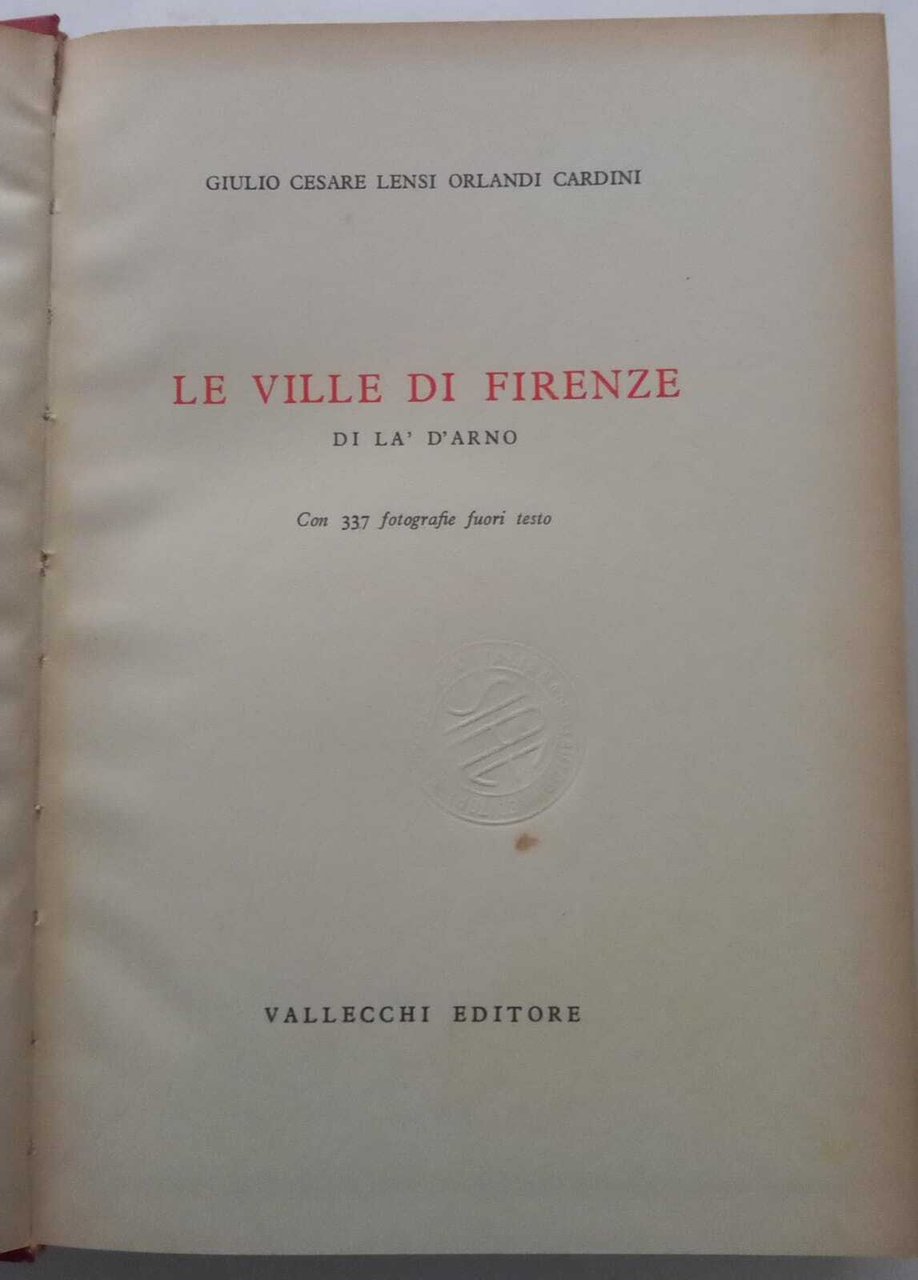 GIULIO CESARE LENSI ORLANDI CARDINI
LE VILLE DI FIRENZE
DI LA' D'ARNO
Con 337 fotografie fuori testo
VALLECCHI EDITORE